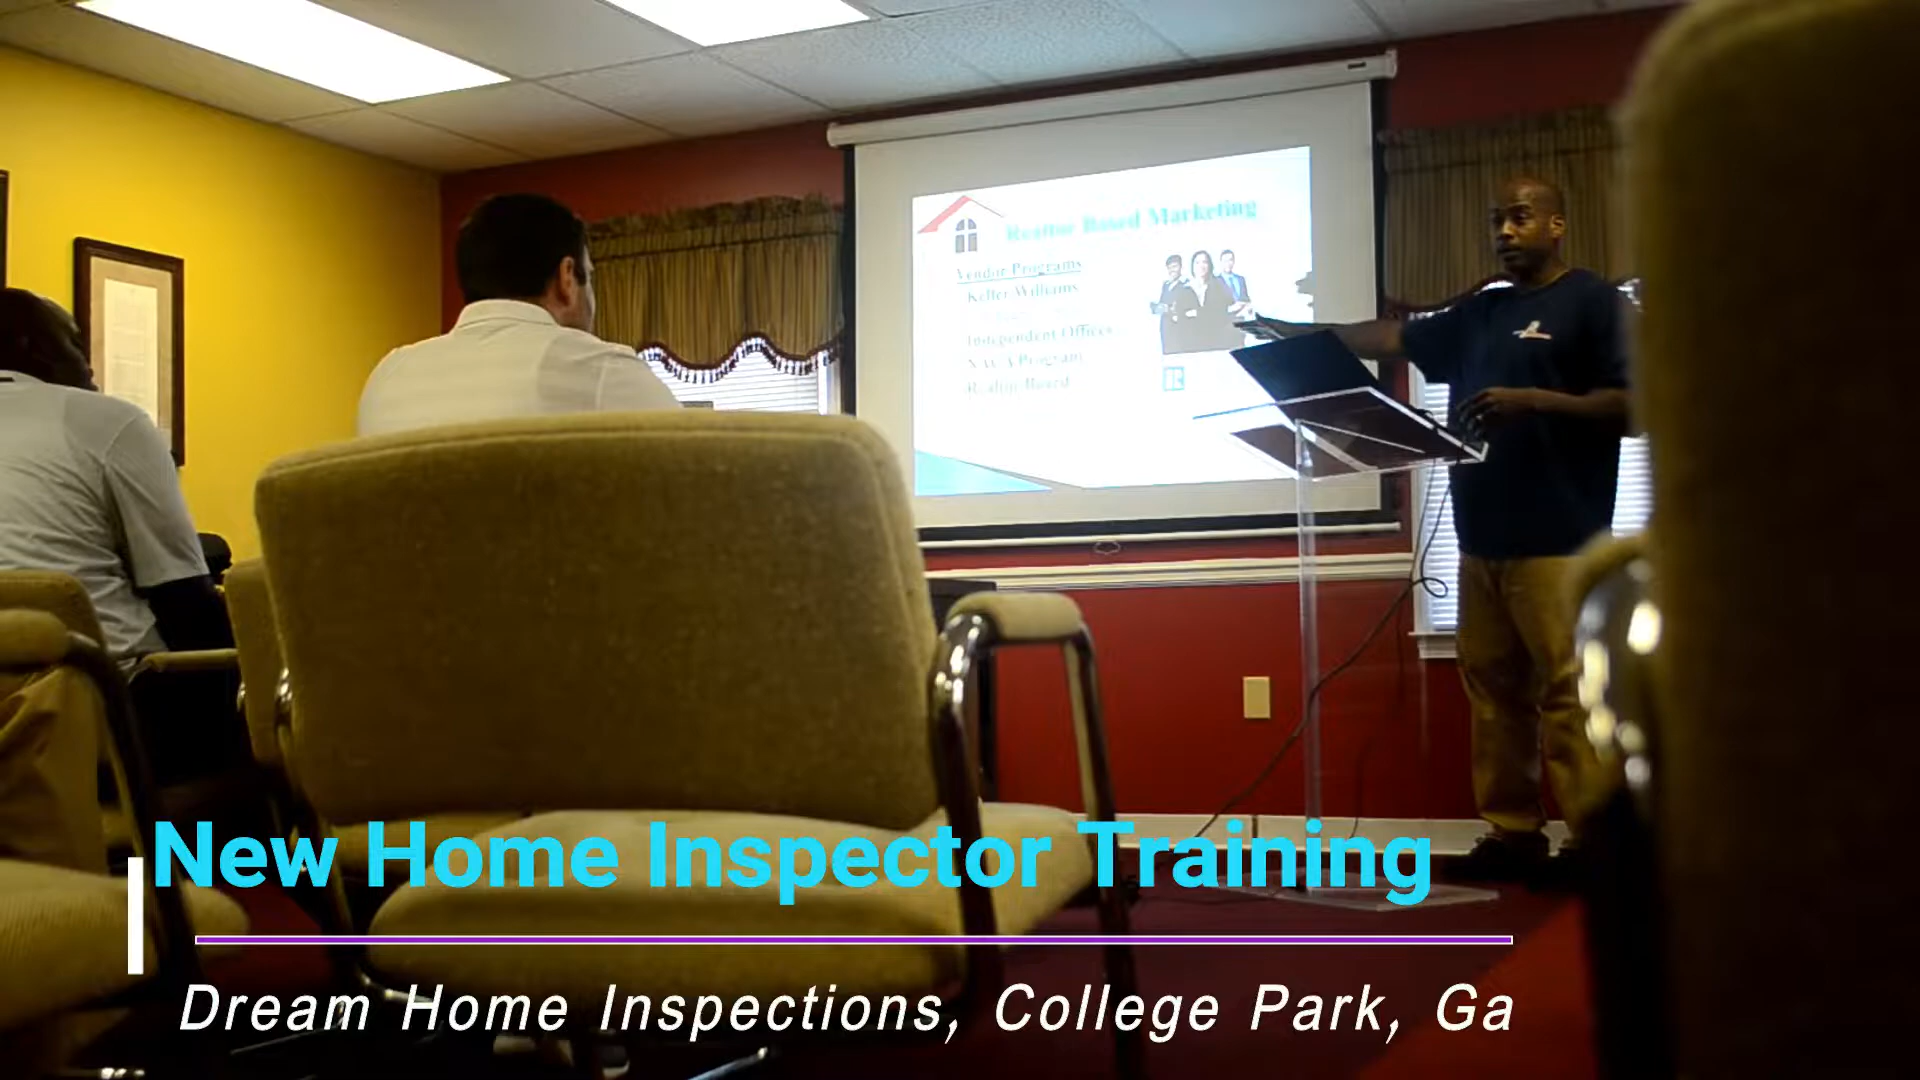 Realtor Based Marketing
Vendor Programs
Keller Williams
Independent Offices
Program
Realtor Board
New Home Inspector Training
Dream Home Inspections, College Park, Ga